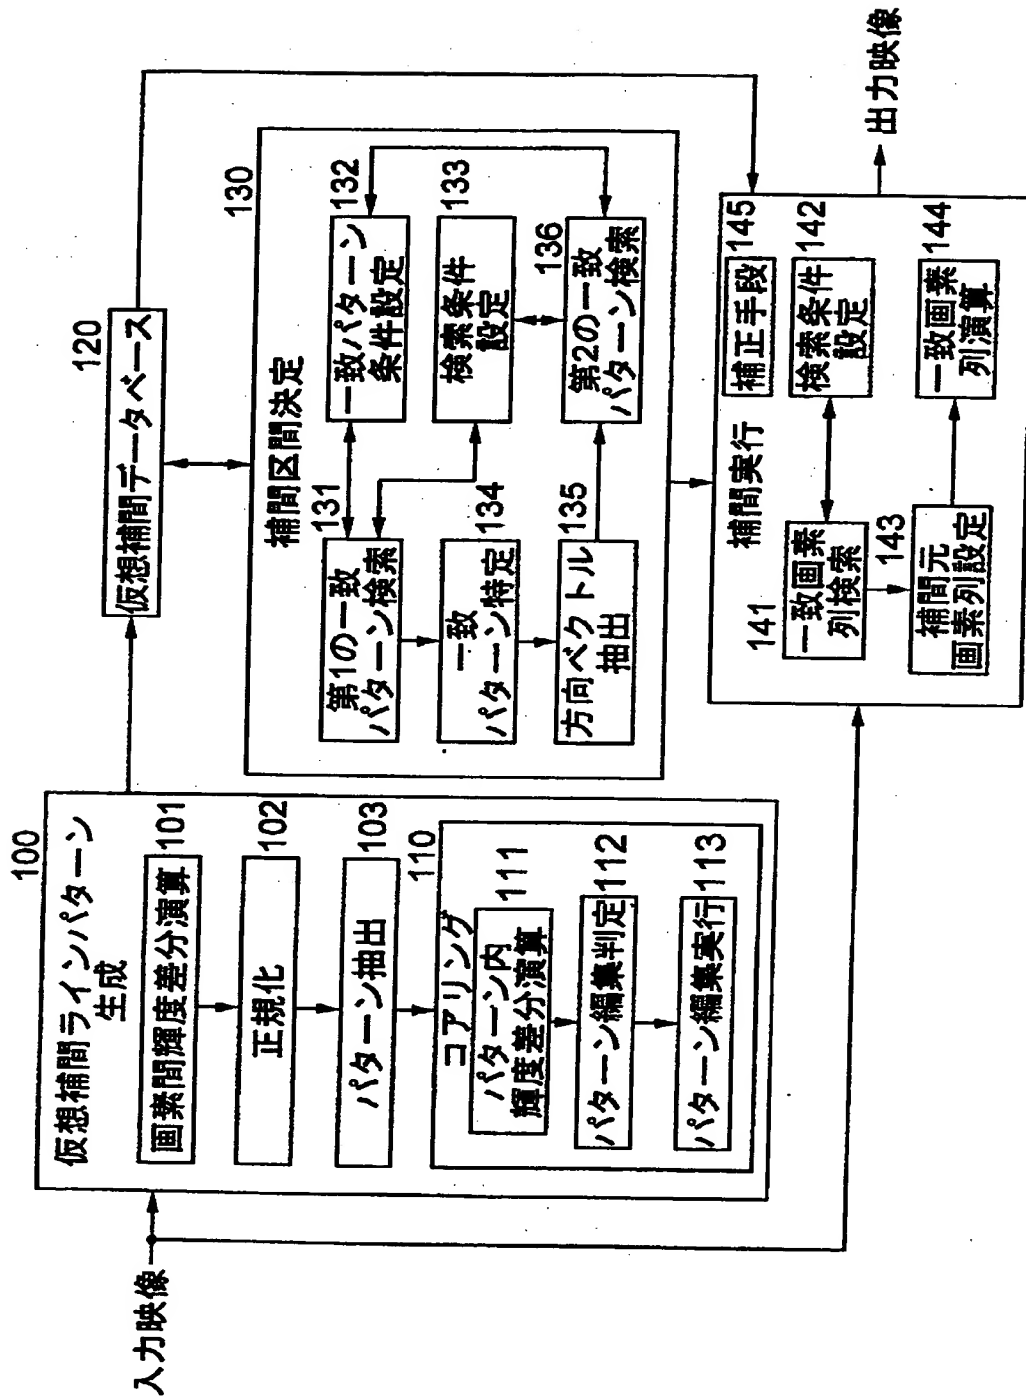 入力映像
100
仮想補間ラインパターン
生成
画素間輝度差分演算
101
正規化
102
パターン抽出
103
110
コアリング
パターン内
輝度差分演算
111
パターン編集判定
112
パターン編集実行
113
120
仮想補間データベース
130
補間区間決定
131
第1の一致
パターン検索
132
一致パターン
条件設定
133
検索条件
設定
134
一致
パターン特定
135
方向ベクトル
抽出
136
第2の一致
パターン検索
補間実行
141
一致画素
列検索
142
検索条件
設定
143
補間元
画素列設定
144
一致画素
列演算
145
補正手段
出力映像